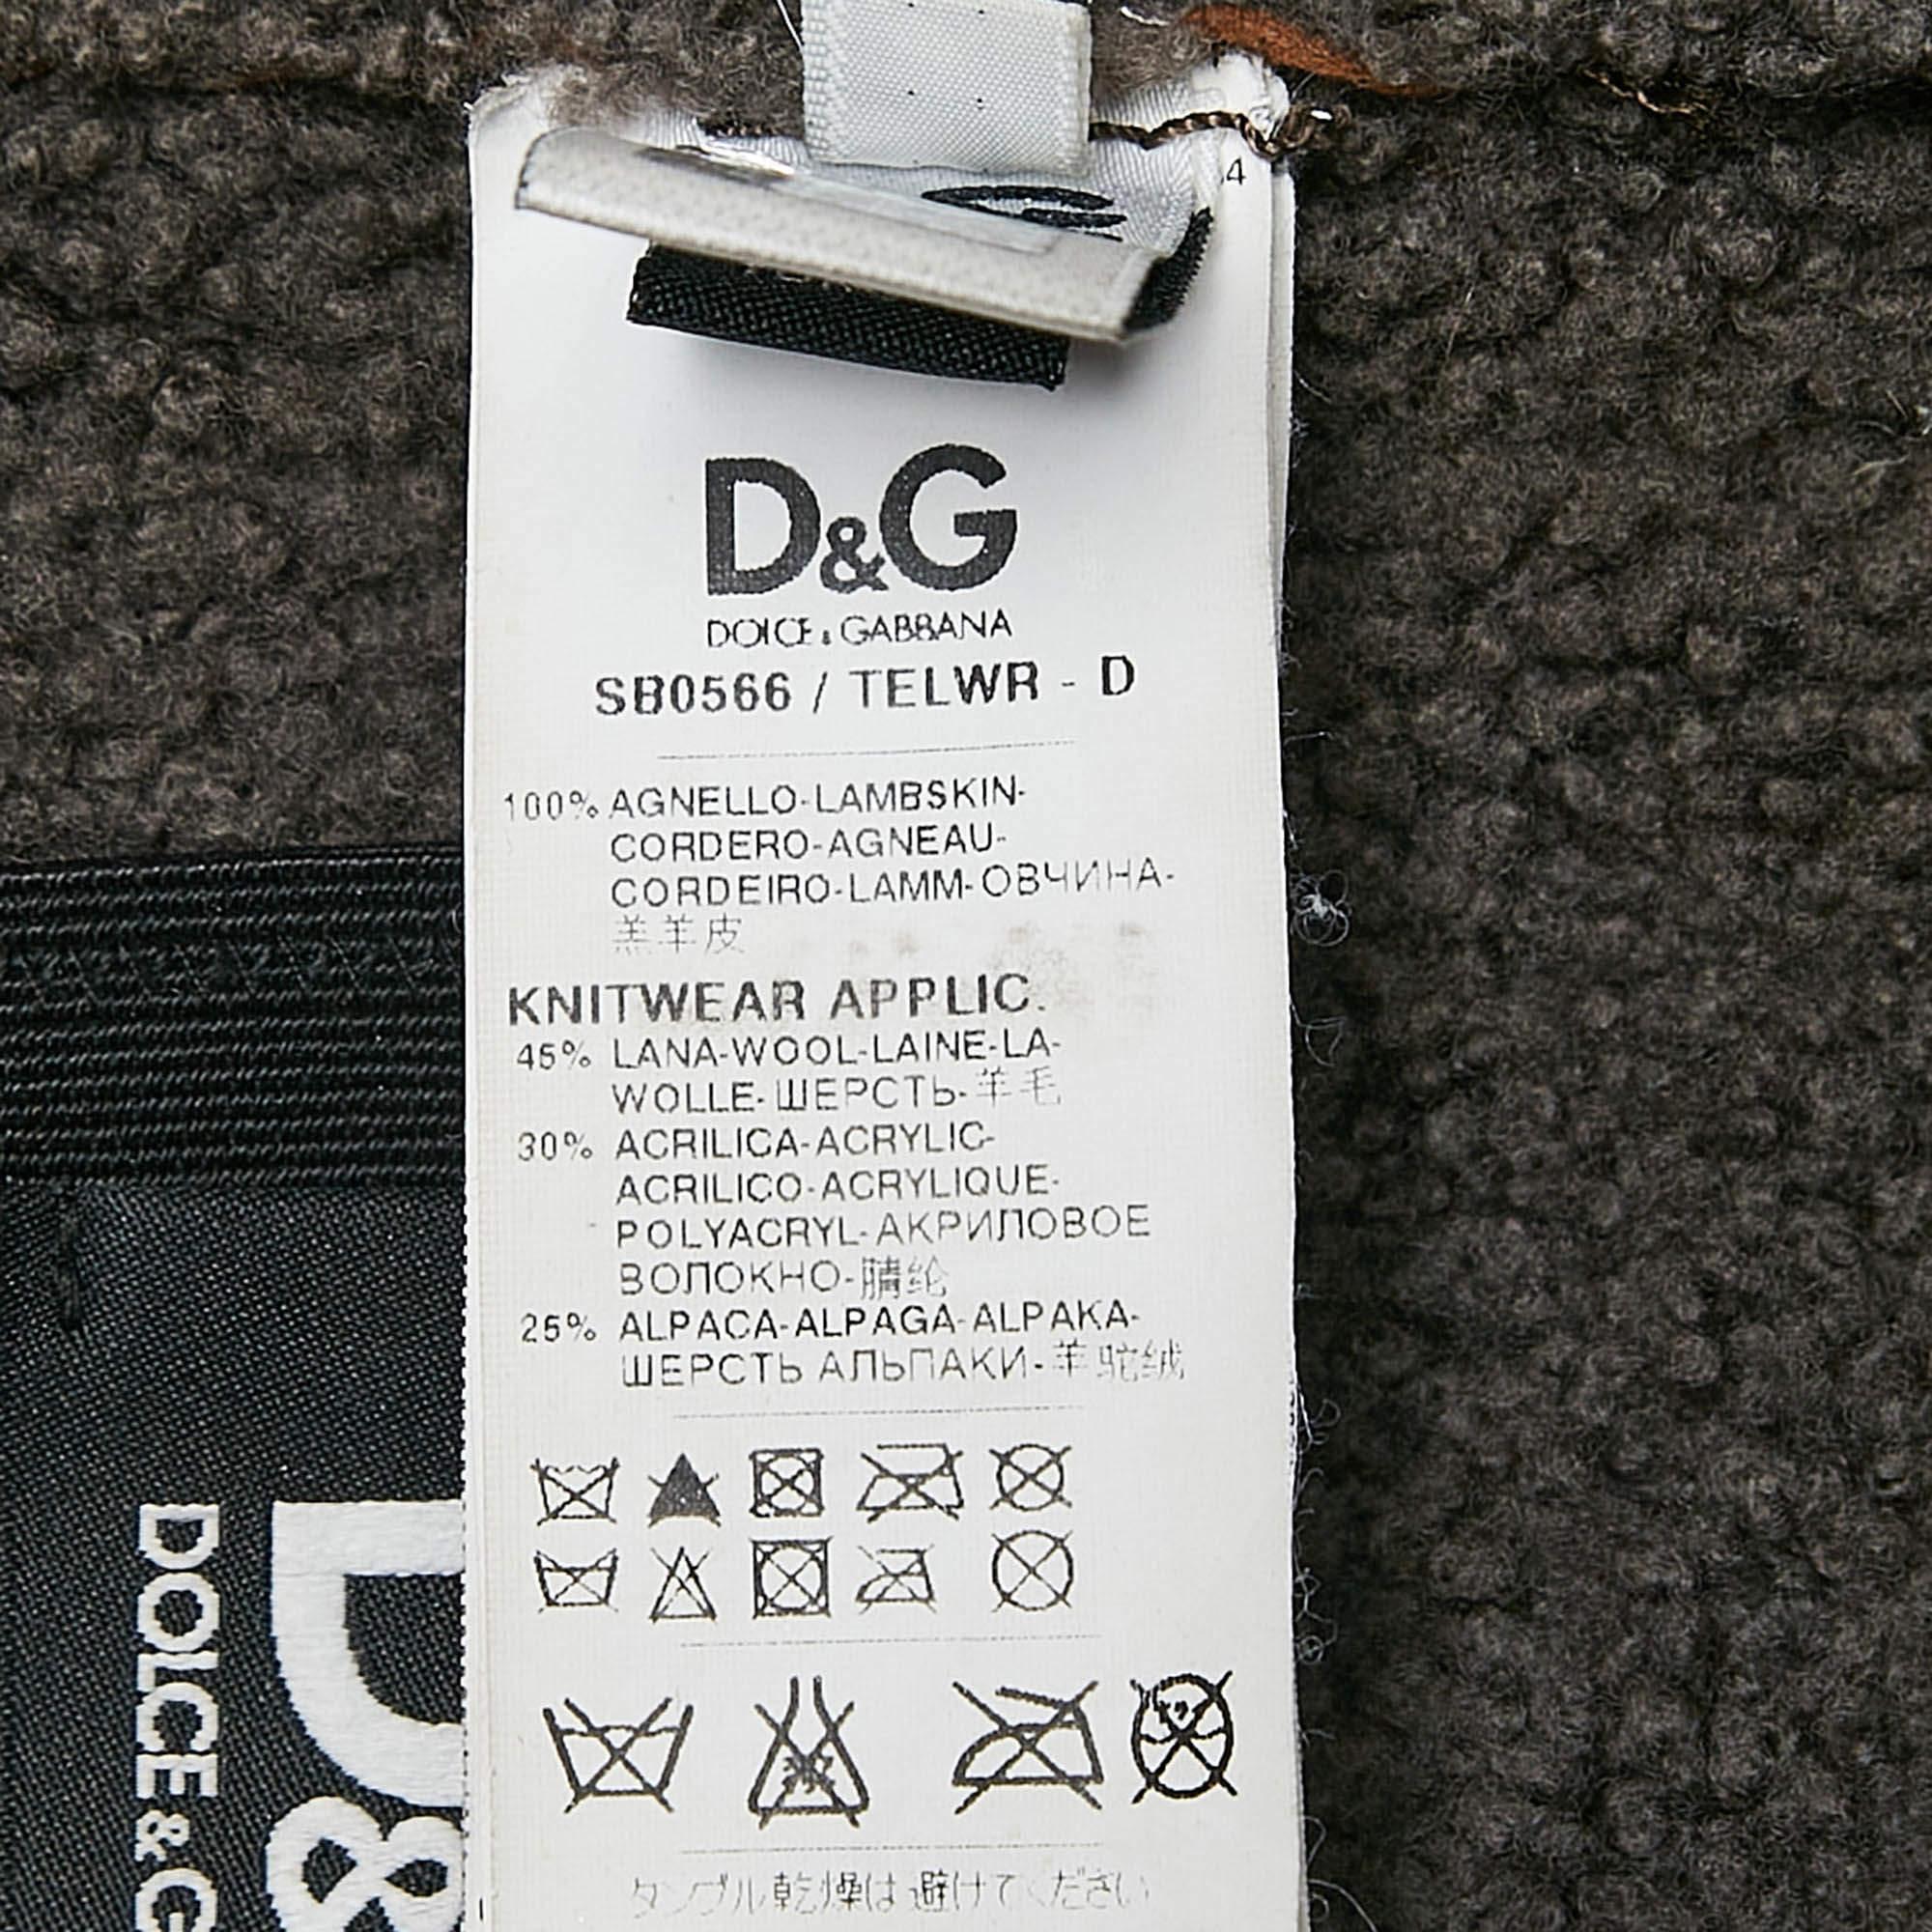 4
D&G
DOLCE & GABBANA
SB0566 / TELWR - D
100% AGNELLO-LAMBSKIN-
CORDERO-AGNEAU-
CORDEIRO-LAMM-ОВЧИНА-
羔羊皮
KNITWEAR APPLIC.
45% LANA-WOOL-LAINE-LA-
WOLLE-ШЕРСТЬ-羊毛
30% ACRILICA-ACRYLIC-
ACRILICO-ACRYLIQUE-
POLYACRYL-АКРИЛОВОЕ
ВОЛОКНО-腈纶
25% ALPACA-ALPAGA-ALPAKA-
ШЕРСТЬ АЛЬПАКИ-羊驼绒
タンブル乾燥は避けてください
D&
DOLCE & G